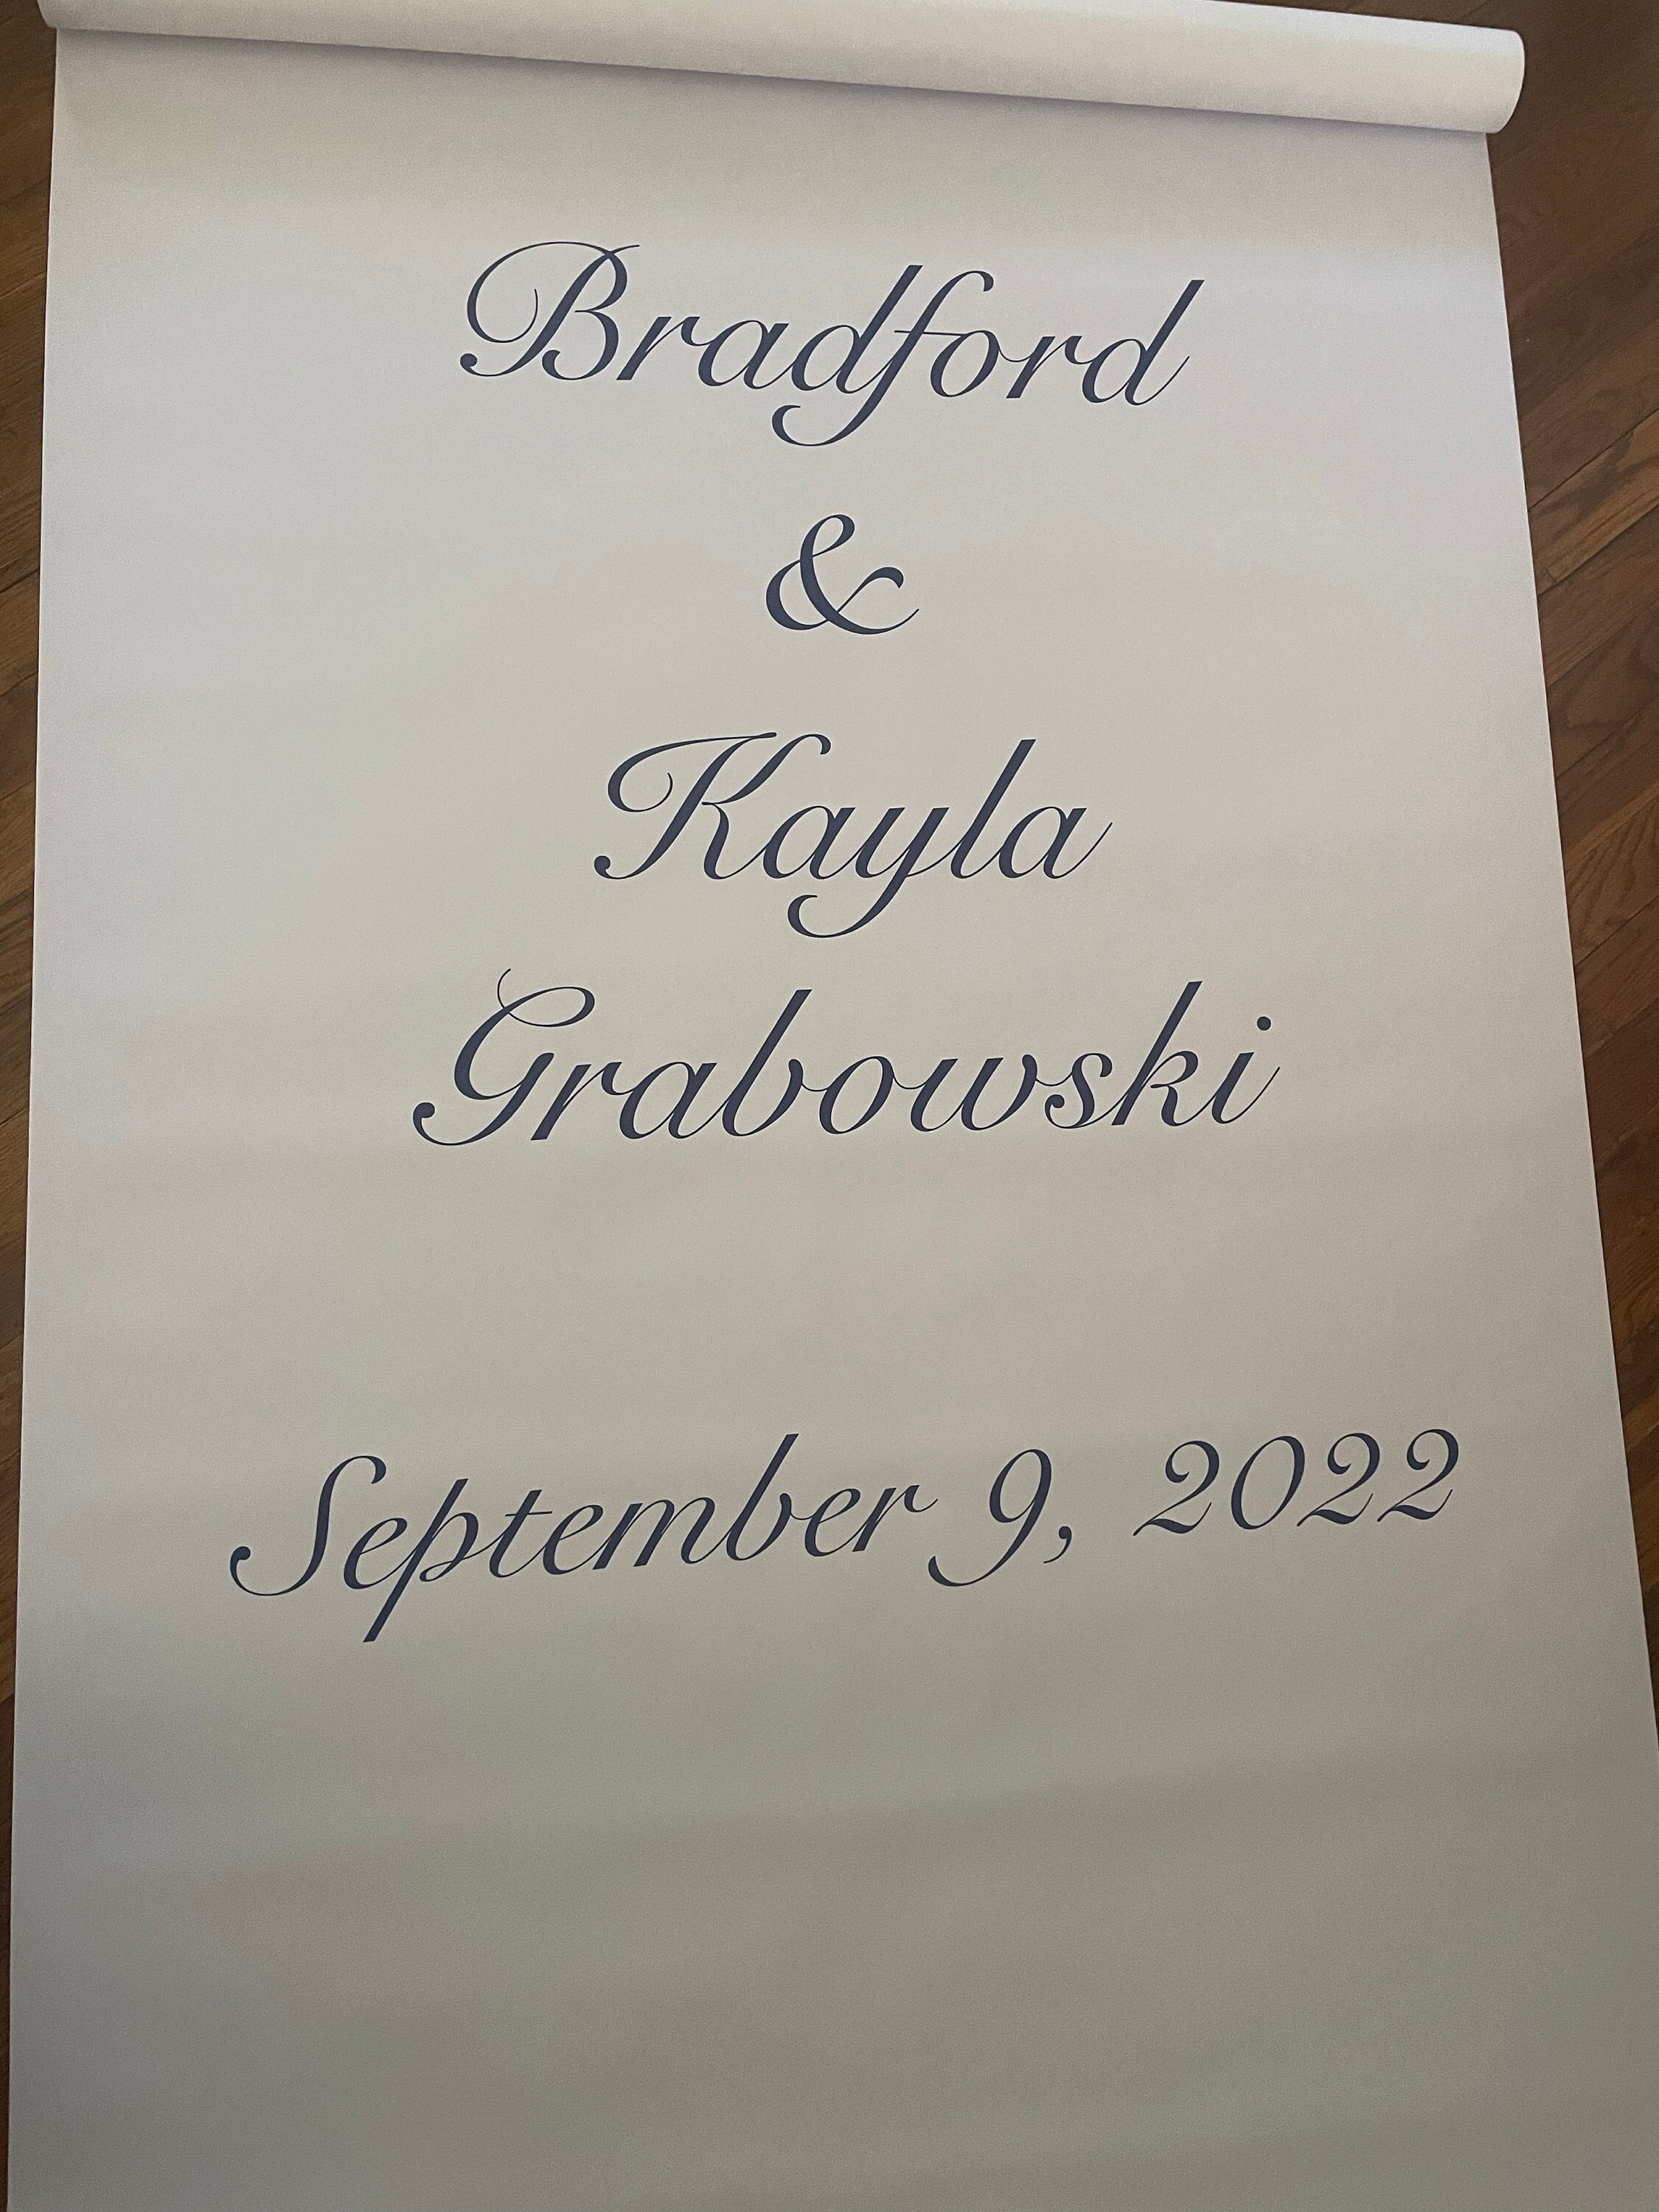 Bradford
&
Kayla
Grabowski
September 9, 2022